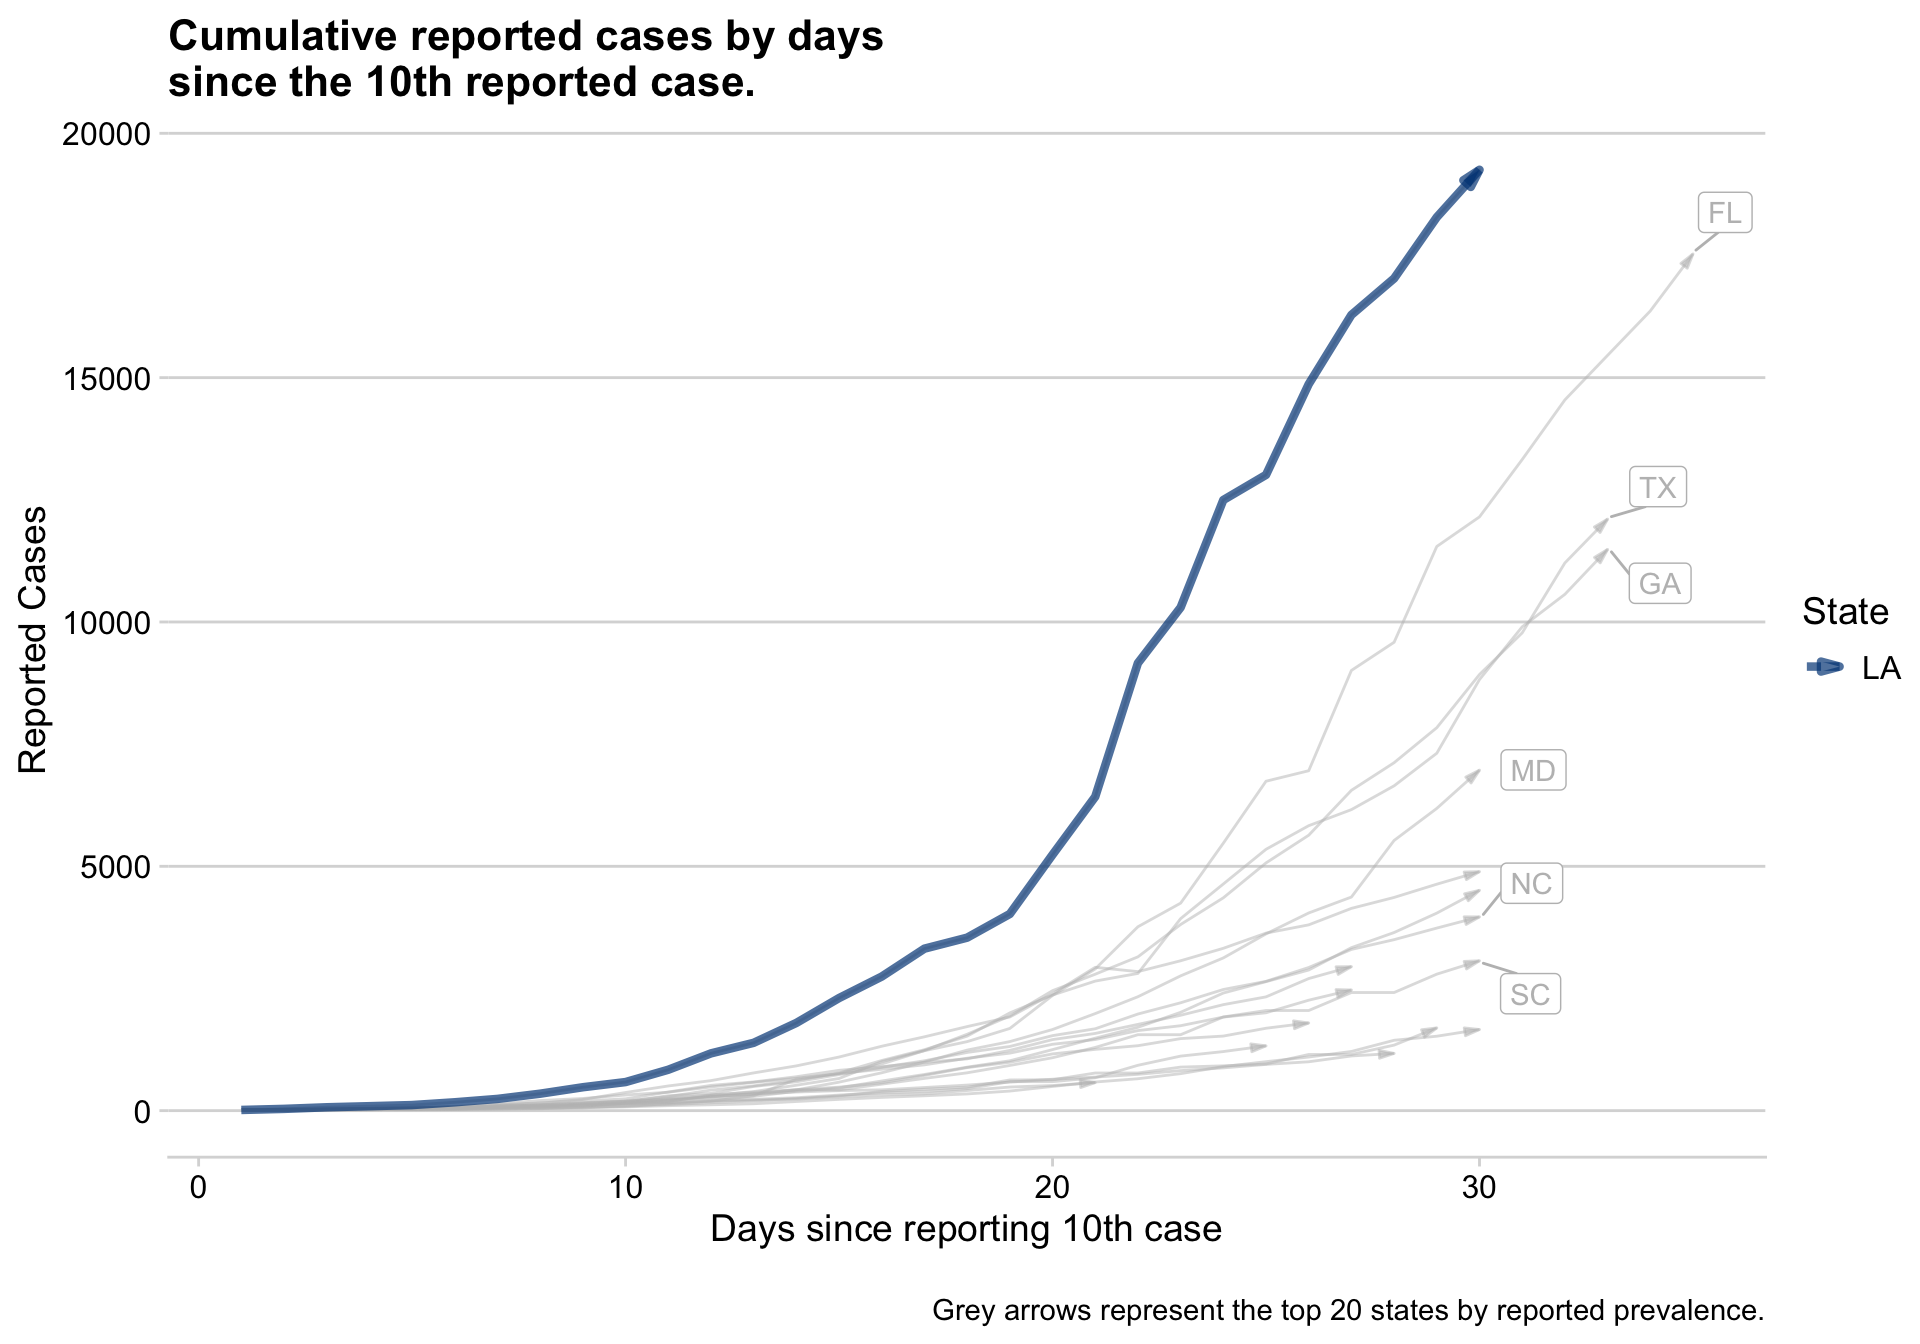 Cumulative reported cases by days
since the 10th reported case.
20000
15000
10000
5000
0
Reported Cases
FL
TX
GA
MD
NC
SC
State
LA
0
10
20
30
Days since reporting 10th case
Grey arrows represent the top 20 states by reported prevalence.